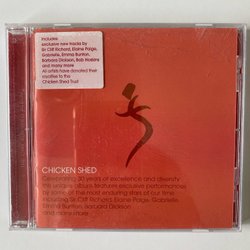 Includes:
exclusive new tracks by
Sir Cliff Richard, Elaine Paige,
Gabrielle, Emma Bunton,
Barbara Dickson, Bob Hoskins
and many more
All artists have donated their
royalties to the
Chicken Shed Trust
CHICKEN SHED
Celebrating 30 years of excellence and diversity
this unique album features exclusive performances
by some of the most enduring stars of our time
including Sir Cliff Richard, Elaine Paige, Gabrielle,
Emma Bunton, Barbara Dickson
and many more